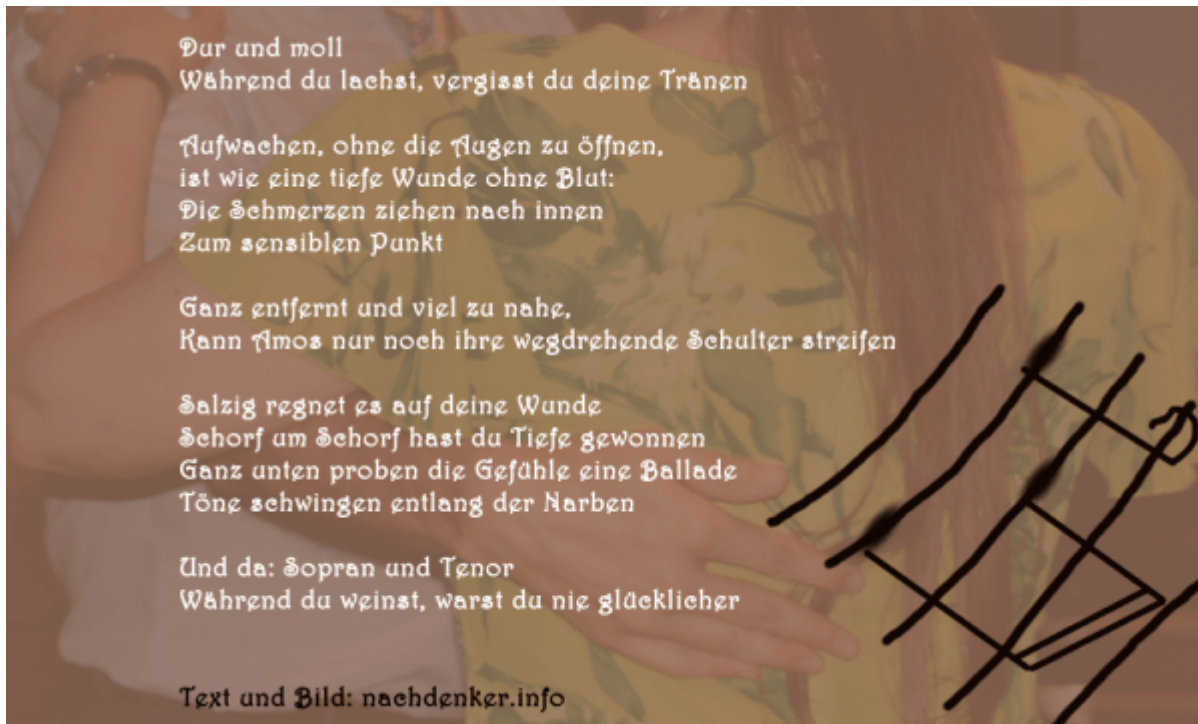 Dur und moll
Während du lachst, vergisst du deine Tränen
Aufwachen, ohne die Augen zu öffnen,
ist wie eine tiefe Wunde ohne Blut:
Die Schmerzen ziehen nach innen
Zum sensiblen Punkt
Ganz entfernt und viel zu nahe,
Kann Amos nur noch ihre wegdrehende Schulter streifen
Salzig regnet es auf deine Wunde
Schorf um Schorf hast du Tiefe gewonnen
Ganz unten proben die Gefühle eine Ballade
Töne schwingen entlang der Narben
Und da: Sopran und Tenor
Während du weinst, warst du nie glücklicher
Text und Bild: nachdenker.info